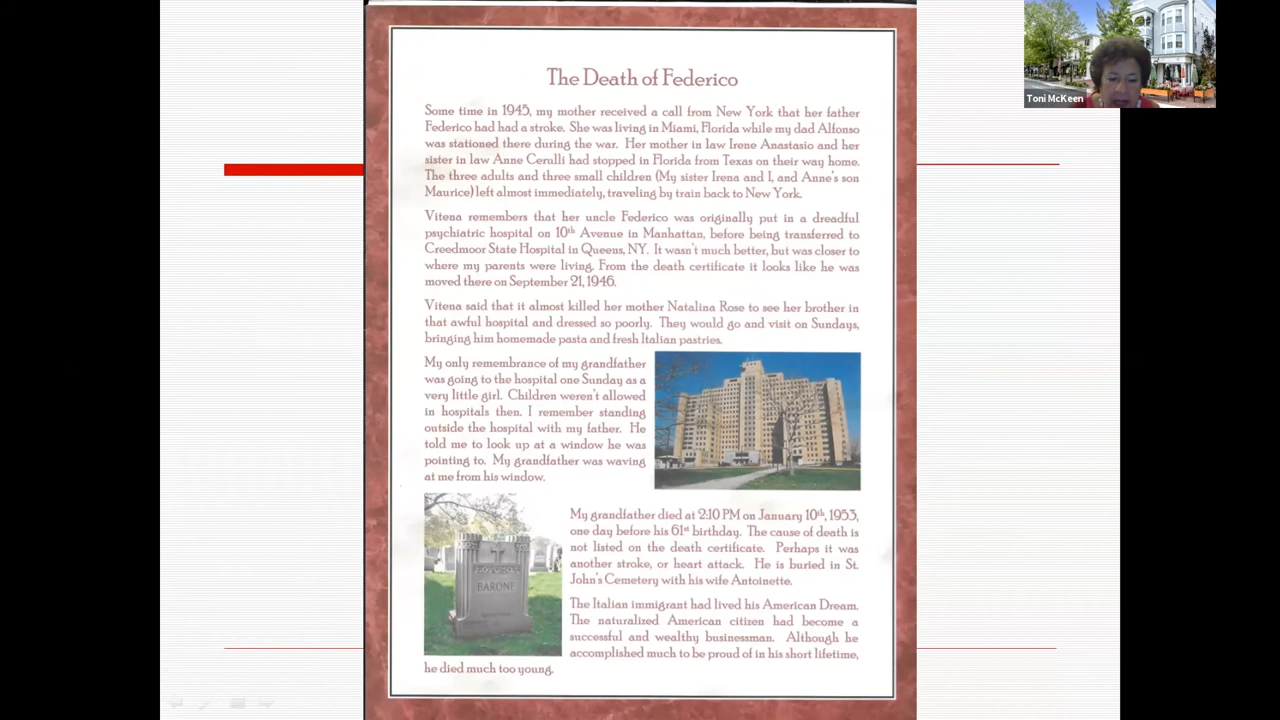 The Death of Federico
Some time in 1945, my mother received a call from New York that her father
Federico had had a stroke. She was living in Miami, Florida while my dad Alfonso
was stationed there during the war. Her mother in law Irene Anastasio and her
sister in law Anne Cerulli had stopped in Florida from Texas on their way home.
The three adults and three small children (My sister Irena and I, and Anne's son
Maurice) left almost immediately, traveling by train back to New York.
Vitena remembers that her uncle Federico was originally put in a dreadful
psychiatric hospital on 10th Avenue in Manhattan, before being transferred to
Creedmoor State Hospital in Queens, NY. It wasn't much better, but was closer to
where my parents were living. From the death certificate it looks like he was
moved there on September 21, 1946.
Vitena said that it almost killed her mother Natalina Rose to see her brother in
that awful hospital and dressed so poorly. They would go and visit on Sundays,
bringing him homemade pasta and fresh Italian pastries.
My only remembrance of my grandfather
was going to the hospital one Sunday as a
very little girl. Children weren't allowed
in hospitals then. I remember standing
outside the hospital with my father. He
told me to look up at a window he was
pointing to. My grandfather was waving
at me from his window.
My grandfather died at 2:10 PM on January 10th, 1953,
one day before his 61st birthday. The cause of death is
not listed on the death certificate. Perhaps it was
another stroke, or heart attack. He is buried in St.
John's Cemetery with his wife Antoinette.
The Italian immigrant had lived his American Dream.
The naturalized American citizen had become a
successful and wealthy businessman. Although he
accomplished much to be proud of in his short lifetime,
he died much too young.
BARONE
Toni McKeen